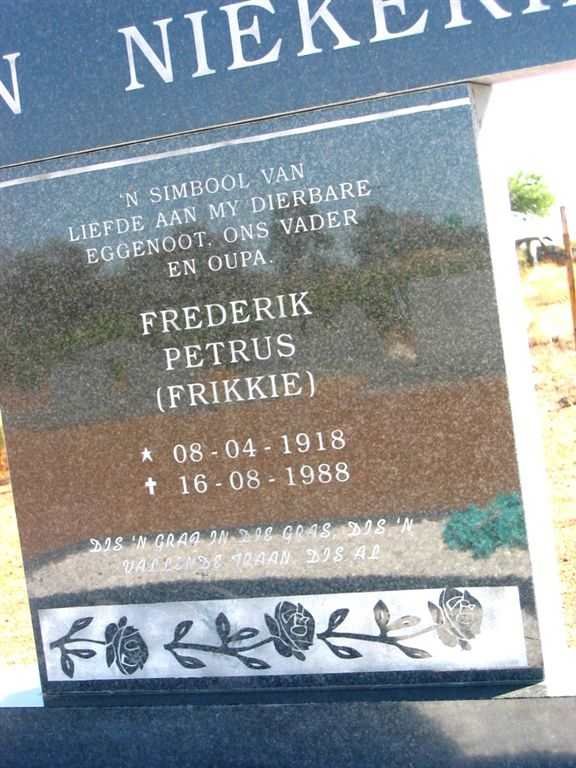 N NIEKER
'N SIMBOOL VAN
LIEFDE AAN MY DIERBARE
EGGENOOT, ONS VADER
EN OUPA.
FREDERIK
PETRUS
(FRIKKIE)
★ 08-04-1918
✝ 16-08-1988
DIS 'N GRAF IN DIE GRAS, DIS 'N
VALLENDE TRAAN, DIS AL